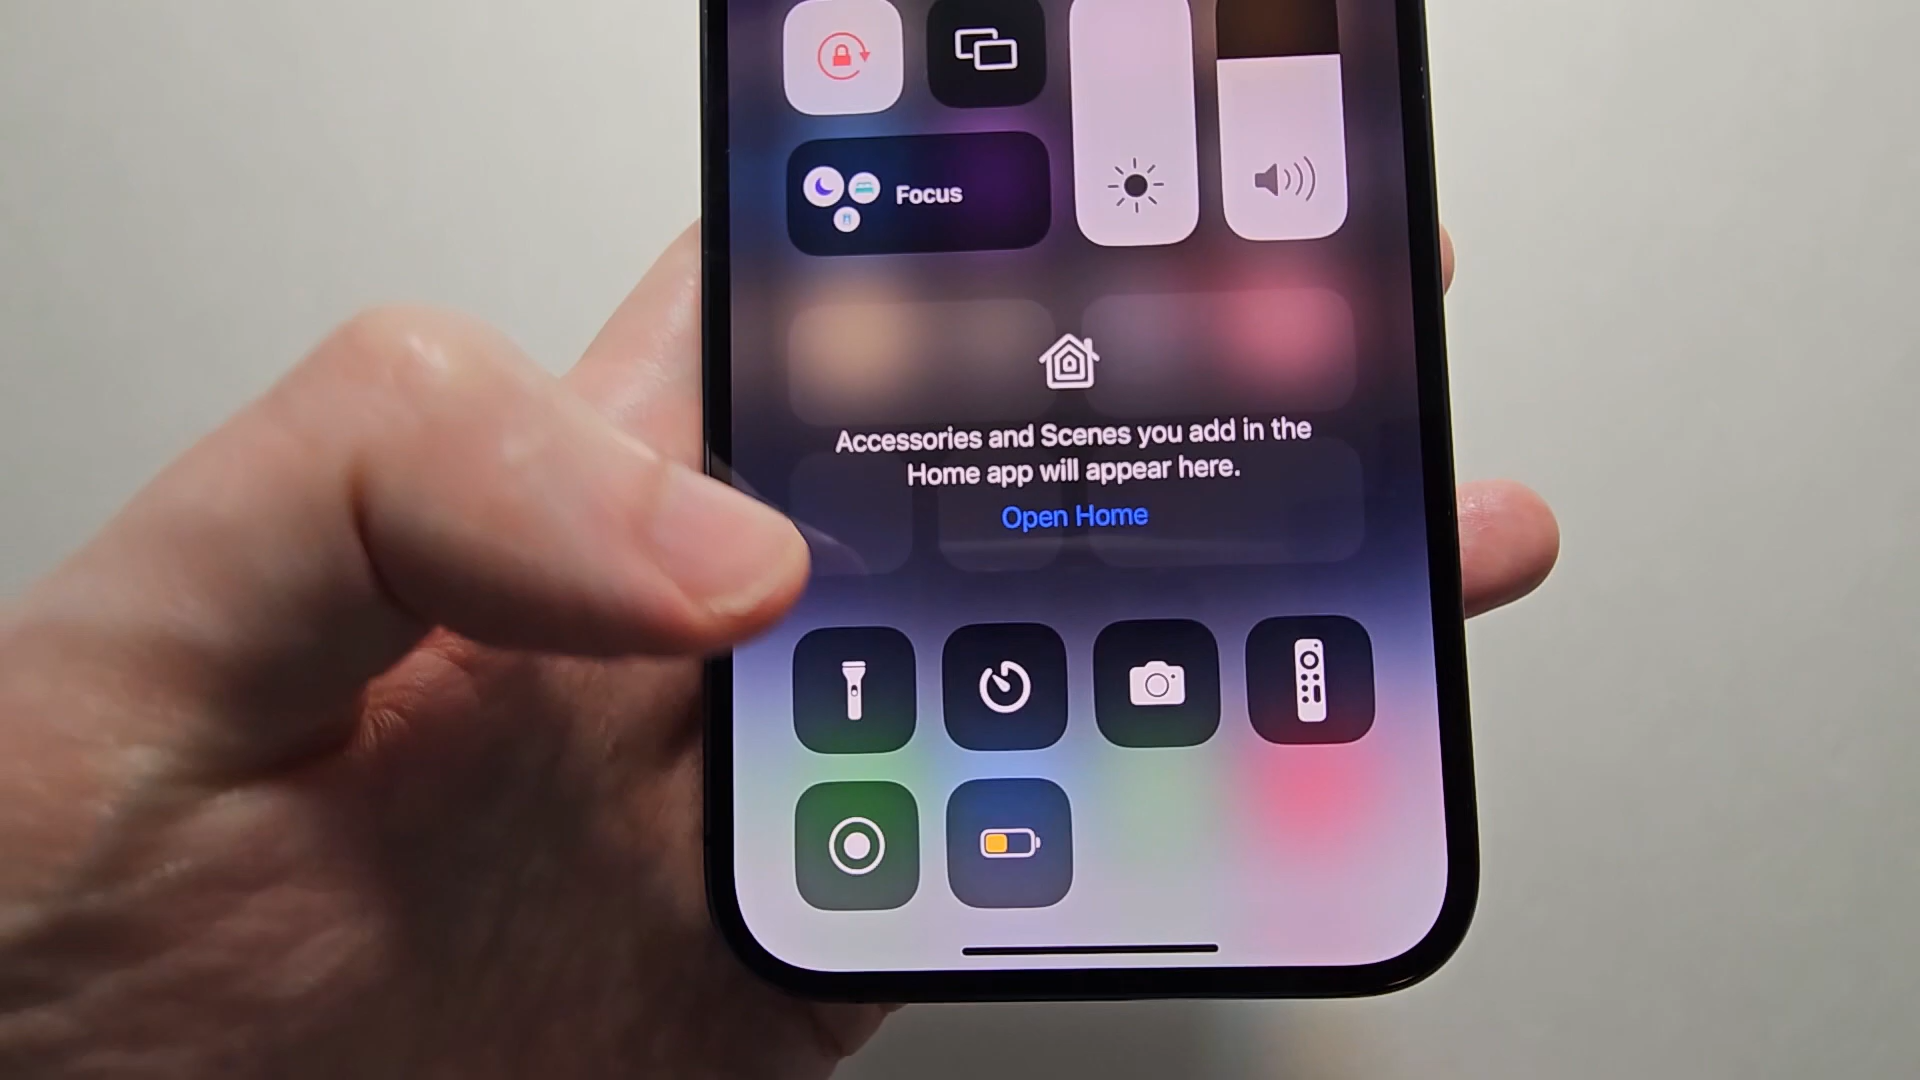 Focus
Accessories and Scenes you add in the
Home app will appear here.
Open Home